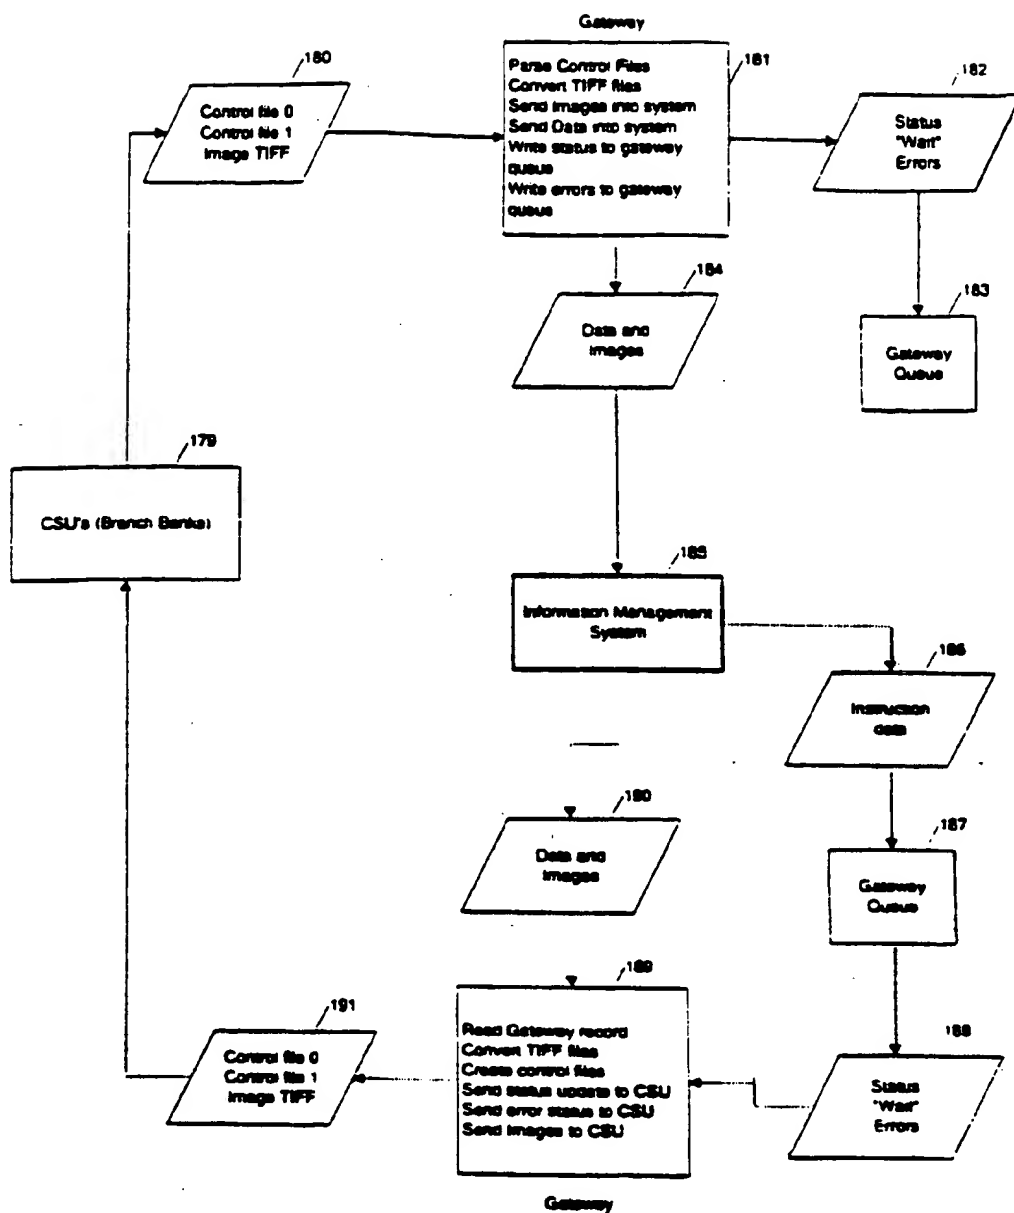 Gateway
180
Control file 0
Control file 1
Image TIFF
181
Parse Control Files
Convert TIFF files
Send Images into system
Send Data into system
Write status to gateway
queue
Write errors to gateway
queue
182
Status
"Wait"
Errors
184
Data and
Images
183
Gateway
Queue
179
CSU's (Branch Banks)
185
Information Management
System
186
Instruction
data
190
Data and
Images
187
Gateway
Queue
189
Read Gateway record
Convert TIFF files
Create control files
Send status update to CSU
Send error status to CSU
Send Images to CSU
191
Control file 0
Control file 1
Image TIFF
188
Status
"Wait"
Errors
Gateway